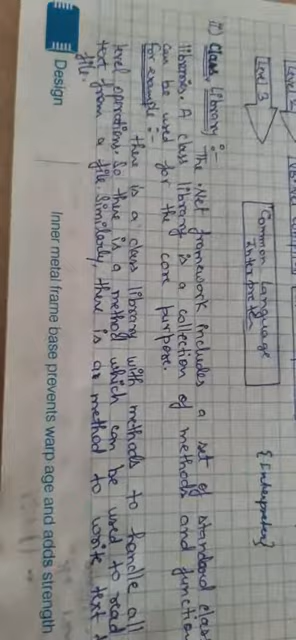 Level 2
Level 3
Common Language
Interpreter
{Interpreter}
ii) Class Library :- The .Net framework includes a set of standard class
libraries. A class library is a collection of methods and function
can be used for the core purpose.
For example :-
there is a class library with methods to handle all
level operations. So there is a method which can be used to read
text from a file. Similarly, there is a method to write text
file.
Design
Inner metal frame base prevents warp age and adds strength